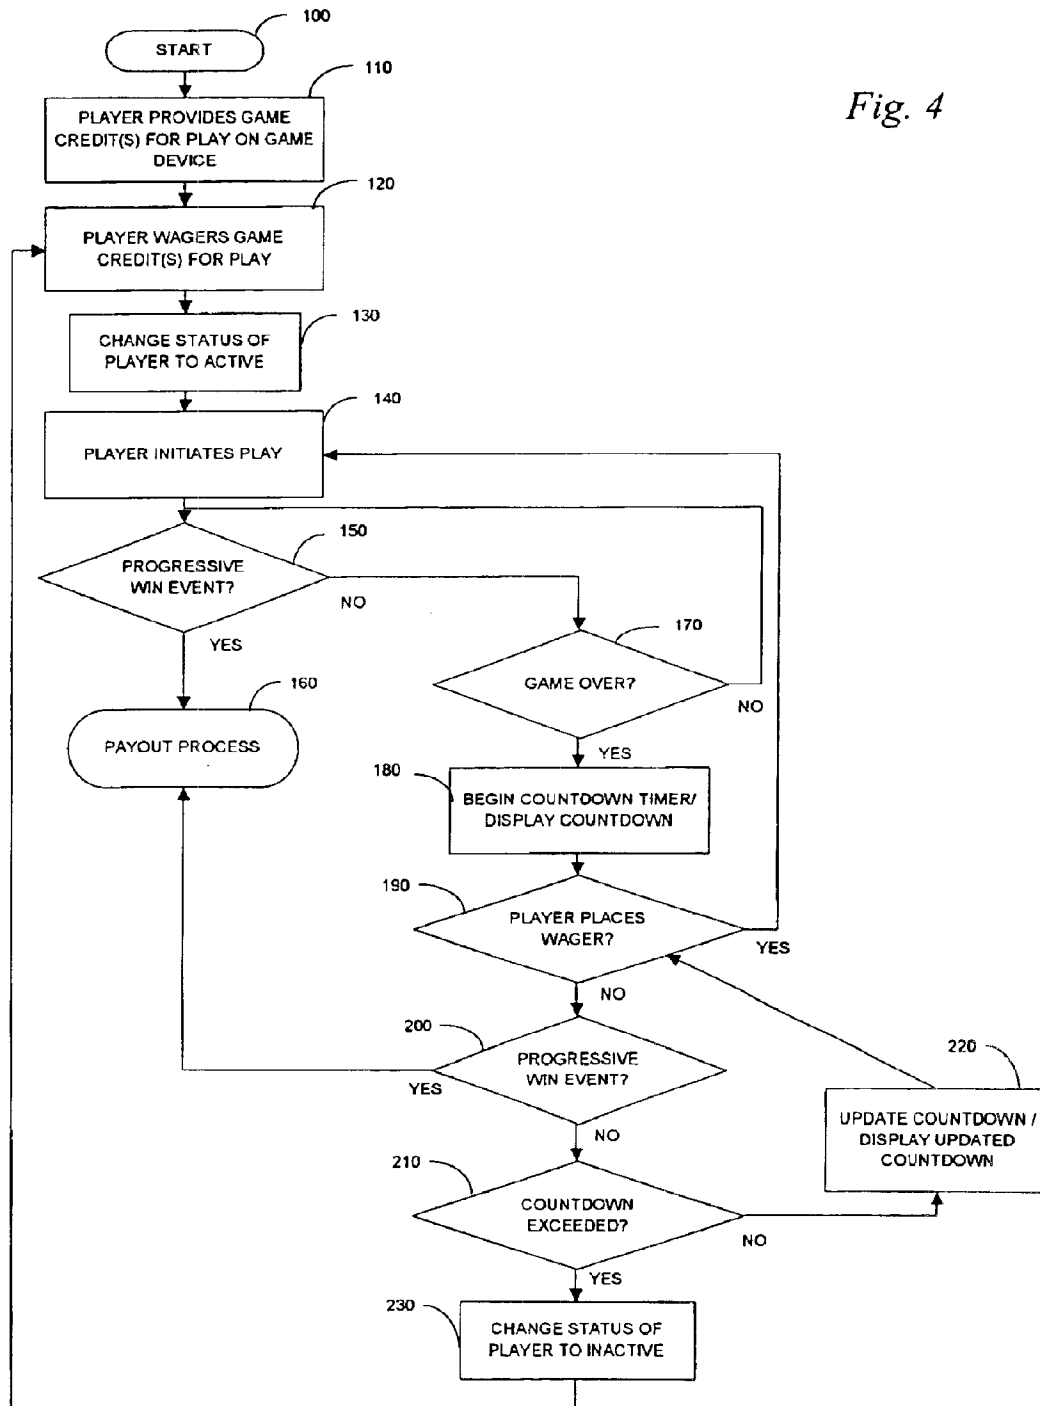 100
START
110
Fig. 4
PLAYER PROVIDES GAME
CREDIT(S) FOR PLAY ON GAME
DEVICE
120
PLAYER WAGERS GAME
CREDIT(S) FOR PLAY
130
CHANGE STATUS OF
PLAYER TO ACTIVE
140
PLAYER INITIATES PLAY
150
PROGRESSIVE
WIN EVENT?
NO
YES
170
GAME OVER?
NO
YES
160
PAYOUT PROCESS
180
BEGIN COUNTDOWN TIMER/
DISPLAY COUNTDOWN
190
PLAYER PLACES
WAGER?
YES
NO
200
PROGRESSIVE
WIN EVENT?
YES
NO
220
UPDATE COUNTDOWN /
DISPLAY UPDATED
COUNTDOWN
210
COUNTDOWN
EXCEEDED?
NO
YES
230
CHANGE STATUS OF
PLAYER TO INACTIVE